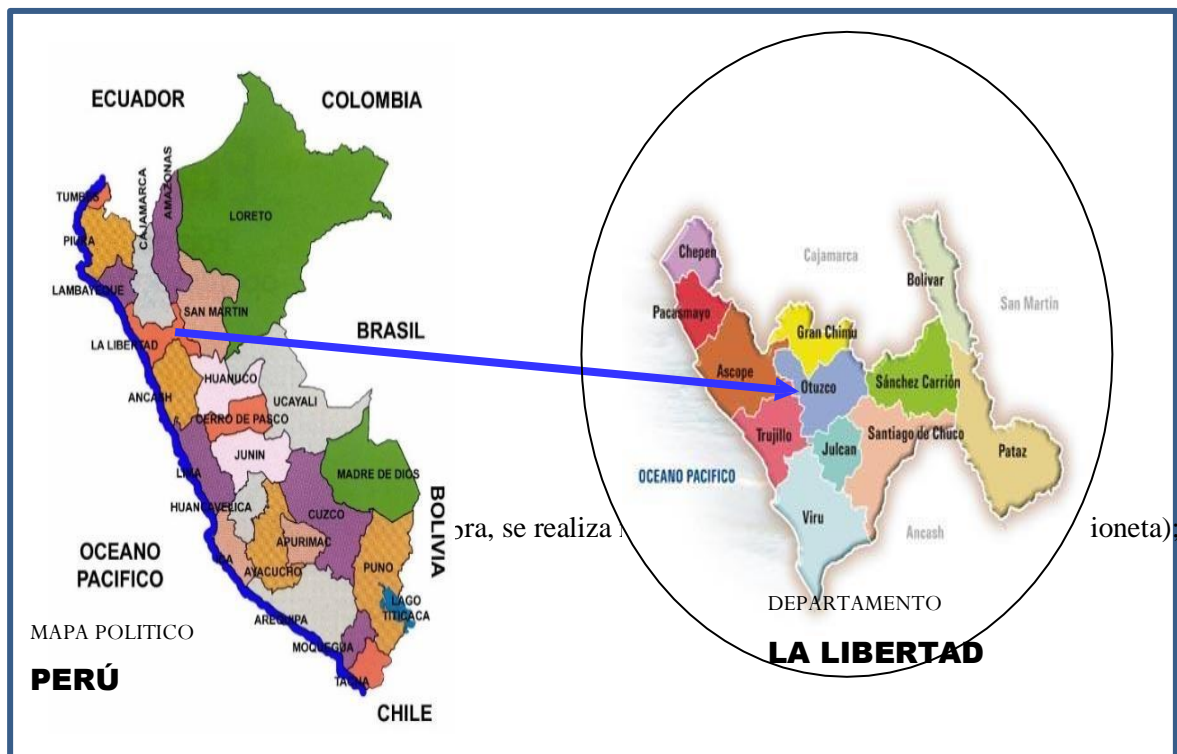 ECUADOR
COLOMBIA
CAJAMARCA
AMAZONAS
TUMBES
LORETO
PIURA
LAMBAYEQUE
SAN MARTIN
BRASIL
LA LIBERTAD
HUANUCO
ANCASH
UCAYALI
CERRO DE PASCO
JUNIN
LIMA
MADRE DE DIOS
HUANCAVELICA
CUZCO
BOLIVIA
APURIMAC
OCEANO
PACIFICO
ICA
AYACUCHO
PUNO
LAGO
TITICACA
AREQUIPA
MOQUEGUA
TACNA
CHILE
MAPA POLITICO
PERÚ
Chepen
Cajamarca
Bolivar
San Martin
Pacasmayo
Gran Chimú
Ascope
Otuzco
Sánchez Carrión
Trujillo
Julcan
Santiago de Chuco
Pataz
OCEANO PACIFICO
Viru
Ancash
, se realiza
ioneta):
DEPARTAMENTO
LA LIBERTAD